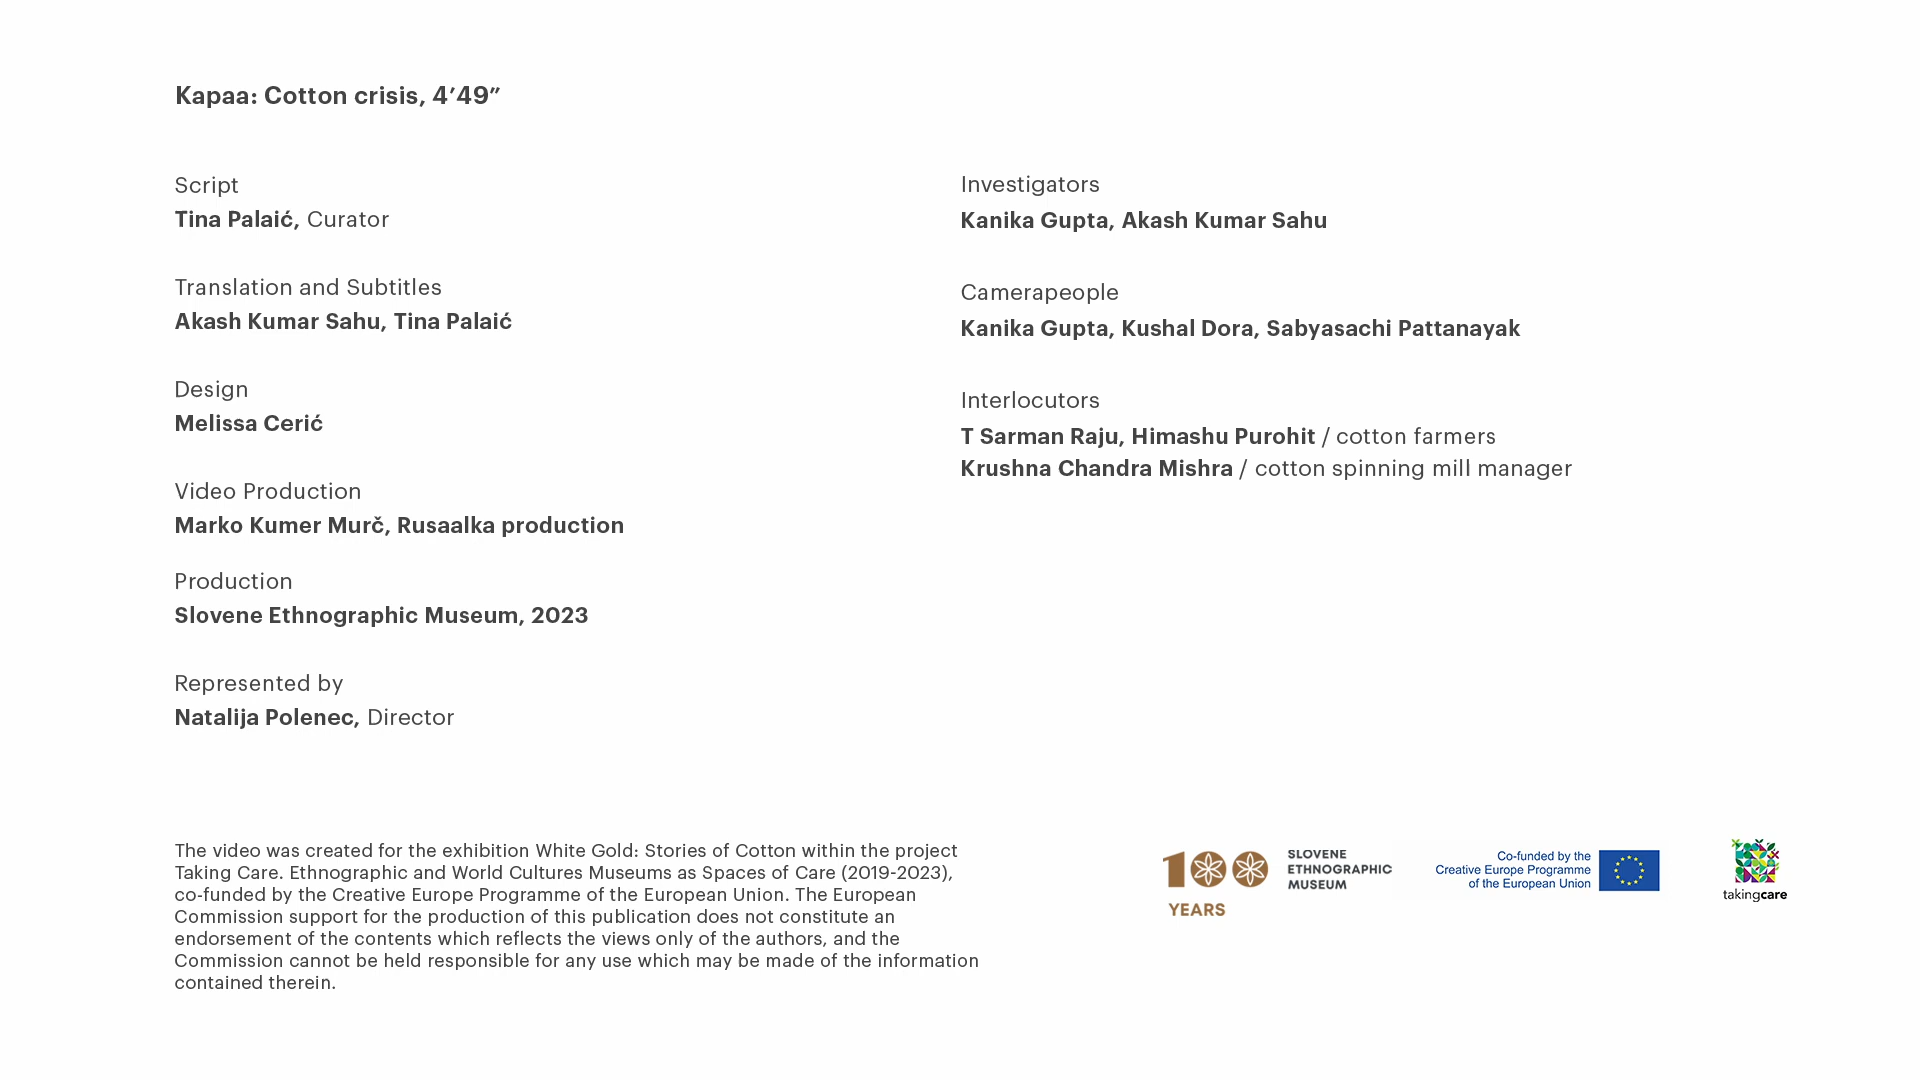 Kapaa: Cotton crisis, 4’49”
Script
Tina Palaić, Curator
Translation and Subtitles
Akash Kumar Sahu, Tina Palaić
Design
Melissa Cerić
Video Production
Marko Kumer Murč, Rusaalka production
Production
Slovene Ethnographic Museum, 2023
Represented by
Natalija Polenec, Director
Investigators
Kanika Gupta, Akash Kumar Sahu
Camerapeople
Kanika Gupta, Kushal Dora, Sabyasachi Pattanayak
Interlocutors
T Sarman Raju, Himashu Purohit / cotton farmers
Krushna Chandra Mishra / cotton spinning mill manager
The video was created for the exhibition White Gold: Stories of Cotton within the project
Taking Care. Ethnographic and World Cultures Museums as Spaces of Care (2019-2023),
co-funded by the Creative Europe Programme of the European Union. The European
Commission support for the production of this publication does not constitute an
endorsement of the contents which reflects the views only of the authors, and the
Commission cannot be held responsible for any use which may be made of the information
contained therein.
100
YEARS
SLOVENE
ETHNOGRAPHIC
MUSEUM
Co-funded by the
Creative Europe Programme
of the European Union
takingcare